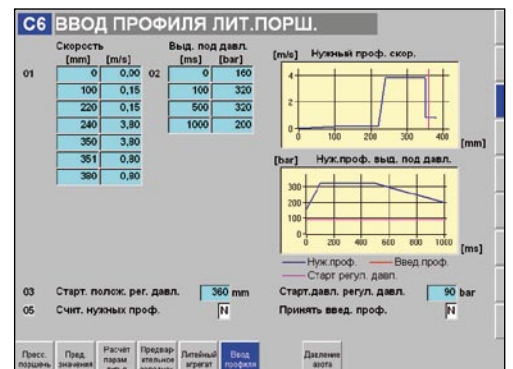 C6 ВВОД ПРОФИЛЯ ЛИТ.ПОРШ.
Скорость Выд. под давл.
[mm] [m/s] [ms] [bar]
01 0 0,00 02 0 160
100 0,15 100 320
220 0,15 500 320
240 3,80 1000 200
350 3,80
351 0,80
380 0,80
[m/s] Нужный проф. скор.
4
2
0
0 100 200 300 400 [mm]
[bar] Нуж.проф. выд. под давл.
300
200
100
0
0 200 400 600 800 1000 [ms]
Нуж.проф. Введ.проф.
Старт регул. давл.
03 Старт. полож. рег. давл. 360 mm Старт.давл. регул. давл. 90 bar
05 Счит. нужных проф. N Принять введ. проф. N
Пресс. поршень
Пред. значения
Расчёт парам
Предвар ательное
Литейный агрегат
Ввод профиля
Давление азота